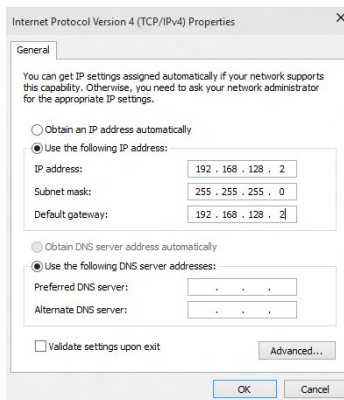 Internet Protocol Version 4 (TCP/IPv4) Properties
General
You can get IP settings assigned automatically if your network supports
this capability. Otherwise, you need to ask your network administrator
for the appropriate IP settings.
Obtain an IP address automatically
Use the following IP address:
IP address: 192 . 168 . 128 . 2
Subnet mask: 255 . 255 . 255 . 0
Default gateway: 192 . 168 . 128 . 2
Obtain DNS server address automatically
Use the following DNS server addresses:
Preferred DNS server: . . .
Alternate DNS server: . . .
Validate settings upon exit
Advanced...
OK Cancel